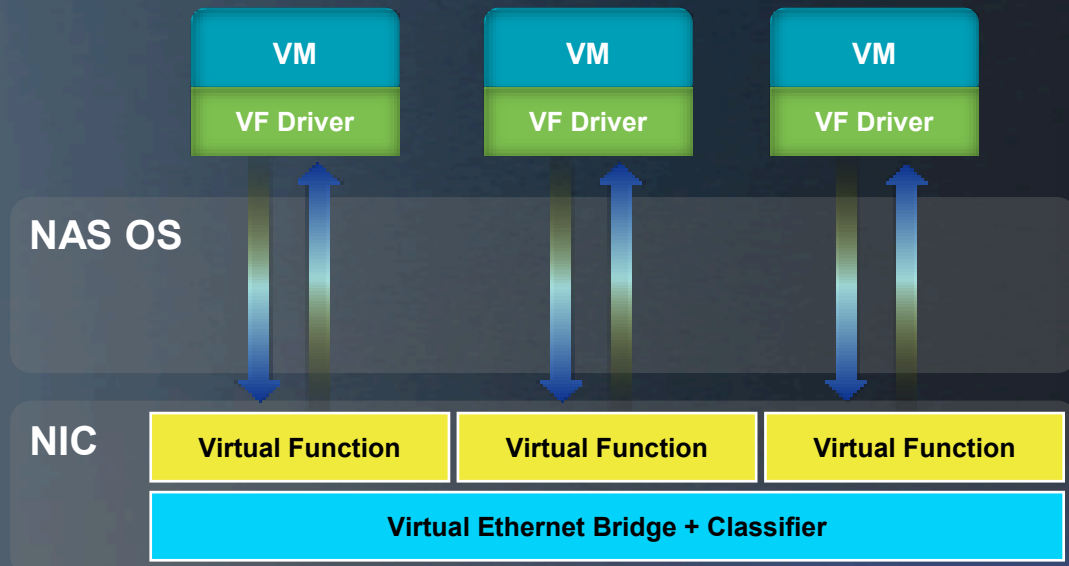 VM
VM
VM
VF Driver
VF Driver
VF Driver
NAS OS
NIC
Virtual Function
Virtual Function
Virtual Function
Virtual Ethernet Bridge + Classifier